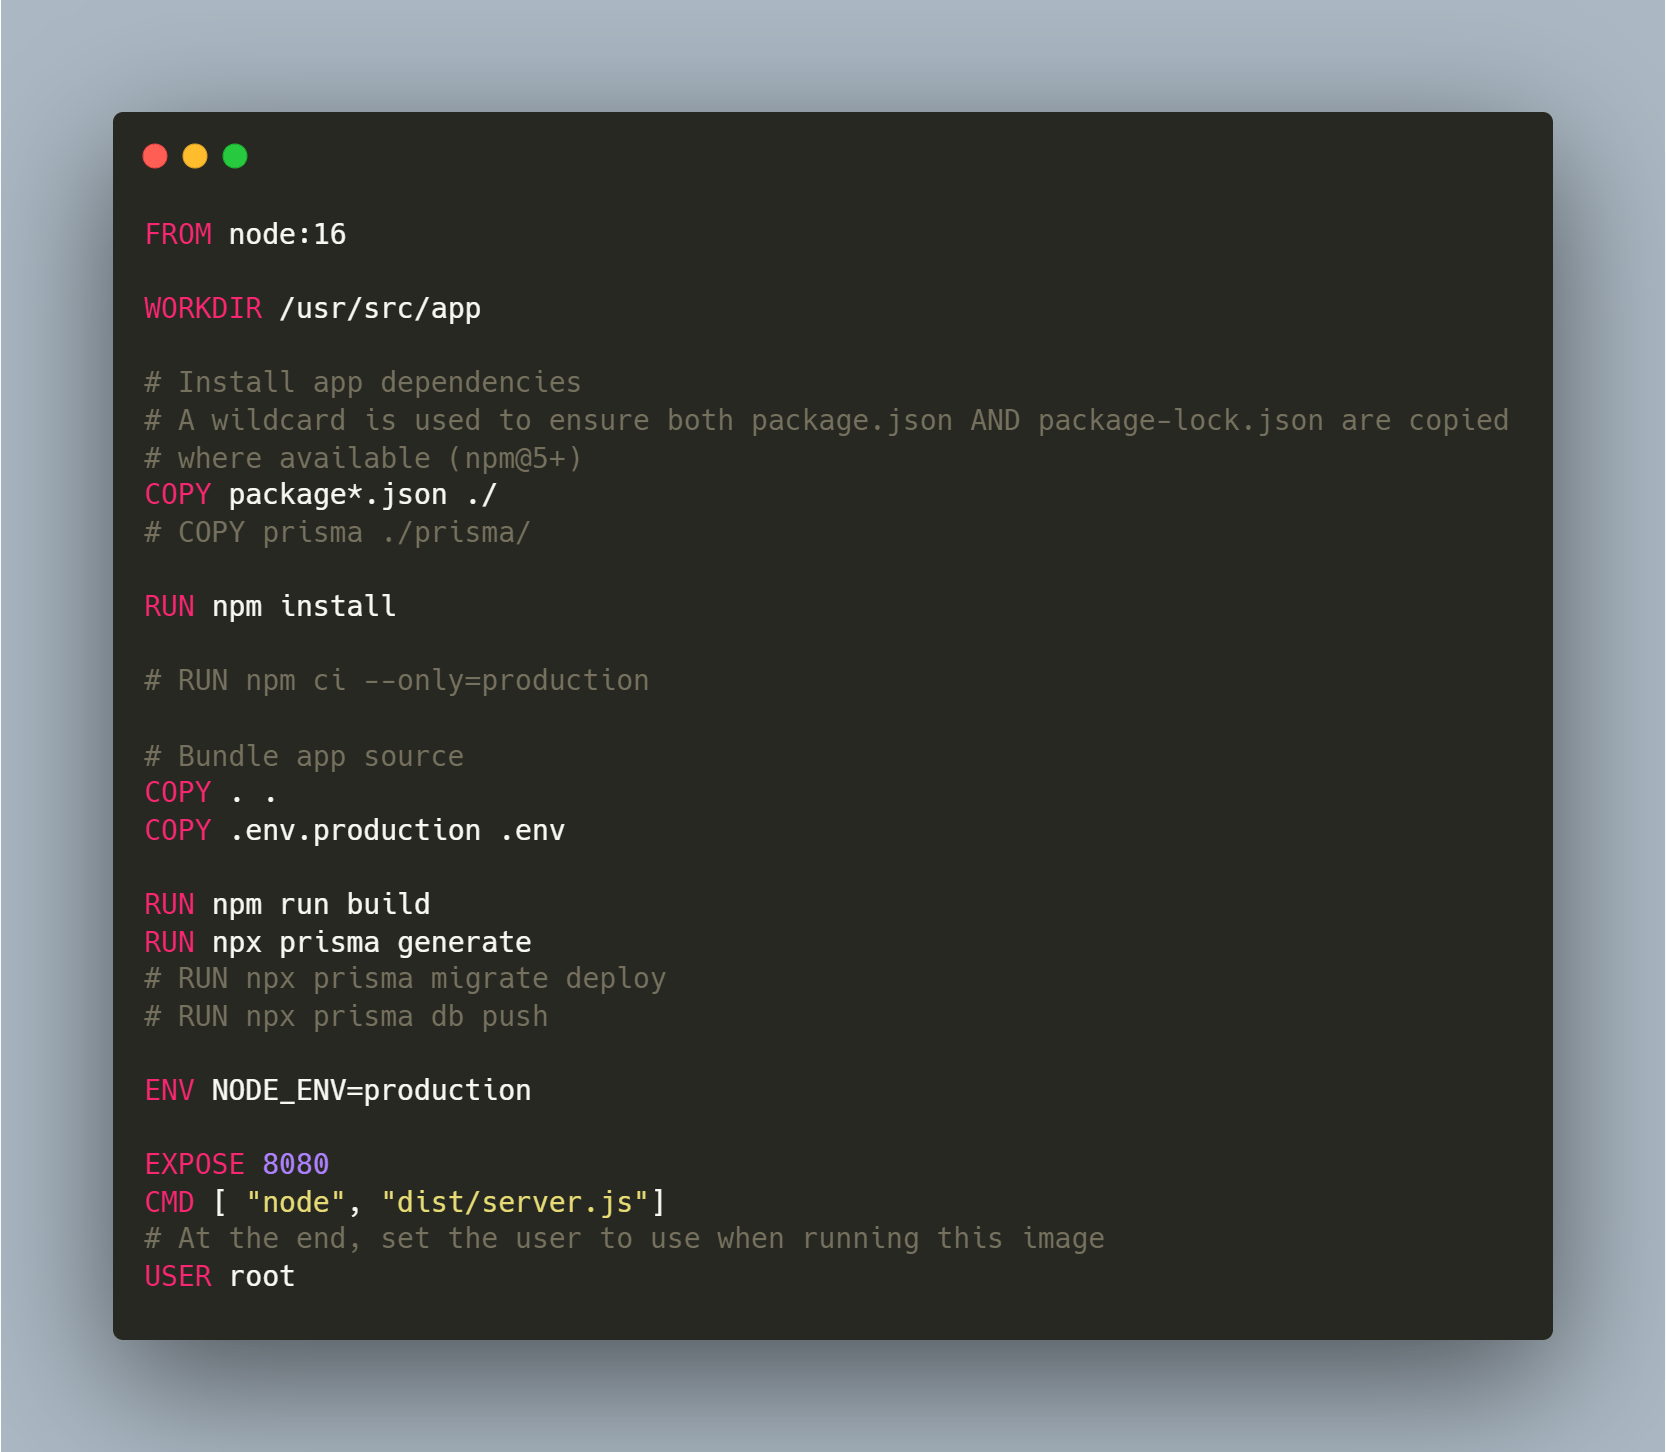 FROM node:16
WORKDIR /usr/src/app
# Install app dependencies
# A wildcard is used to ensure both package.json AND package-lock.json are copied
# where available (npm@5+)
COPY package*.json ./
# COPY prisma ./prisma/
RUN npm install
# RUN npm ci --only=production
# Bundle app source
COPY . .
COPY .env.production .env
RUN npm run build
RUN npx prisma generate
# RUN npx prisma migrate deploy
# RUN npx prisma db push
ENV NODE_ENV=production
EXPOSE 8080
CMD [ "node", "dist/server.js"]
# At the end, set the user to use when running this image
USER root